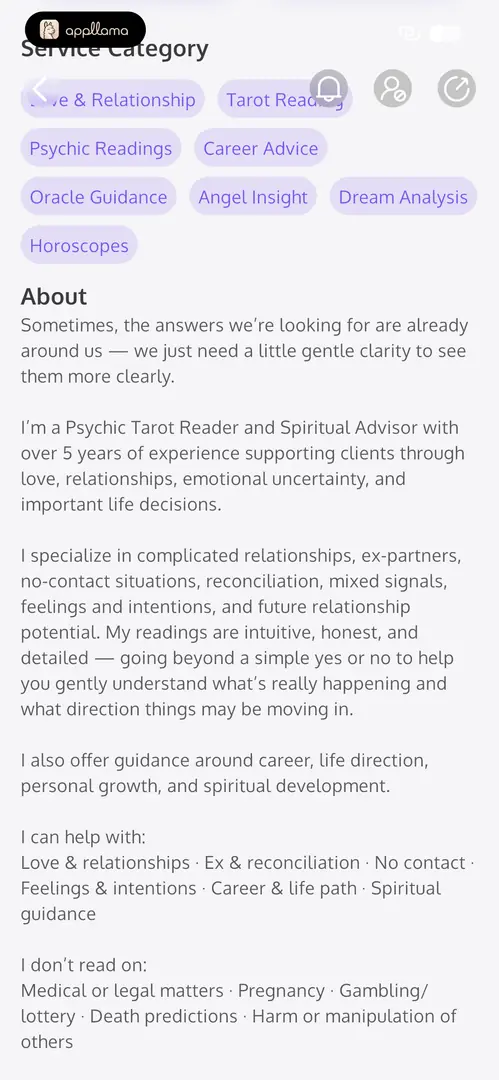 appllama
Service Category
Love & Relationship
Tarot Reading
Psychic Readings
Career Advice
Oracle Guidance
Angel Insight
Dream Analysis
Horoscopes
About
Sometimes, the answers we’re looking for are already
around us — we just need a little gentle clarity to see
them more clearly.
I’m a Psychic Tarot Reader and Spiritual Advisor with
over 5 years of experience supporting clients through
love, relationships, emotional uncertainty, and
important life decisions.
I specialize in complicated relationships, ex-partners,
no-contact situations, reconciliation, mixed signals,
feelings and intentions, and future relationship
potential. My readings are intuitive, honest, and
detailed — going beyond a simple yes or no to help
you gently understand what’s really happening and
what direction things may be moving in.
I also offer guidance around career, life direction,
personal growth, and spiritual development.
I can help with:
Love & relationships · Ex & reconciliation · No contact ·
Feelings & intentions · Career & life path · Spiritual
guidance
I don’t read on:
Medical or legal matters · Pregnancy · Gambling/
lottery · Death predictions · Harm or manipulation of
others